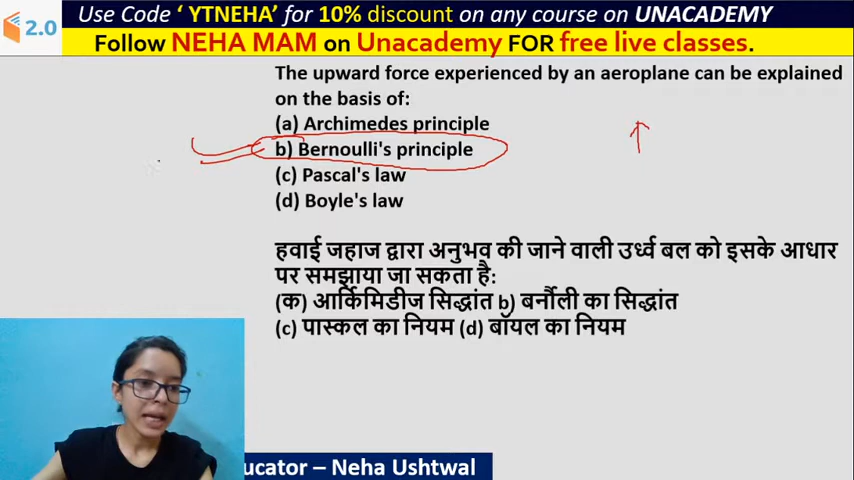 Use Code ‘ YTNEHA’ for 10% discount on any course on UNACADEMY
2.0
Follow NEHA MAM on Unacademy FOR free live classes.
The upward force experienced by an aeroplane can be explained
on the basis of:
(a) Archimedes principle
b) Bernoulli's principle
(c) Pascal's law
(d) Boyle's law
हवाई जहाज द्वारा अनुभव की जाने वाली उर्ध्व बल को इसके आधार
पर समझाया जा सकता है:
(क) आर्किमिडीज सिद्धांत b) बर्नौली का सिद्धांत
(c) पास्कल का नियम (d) बॉयल का नियम
ucator – Neha Ushtwal